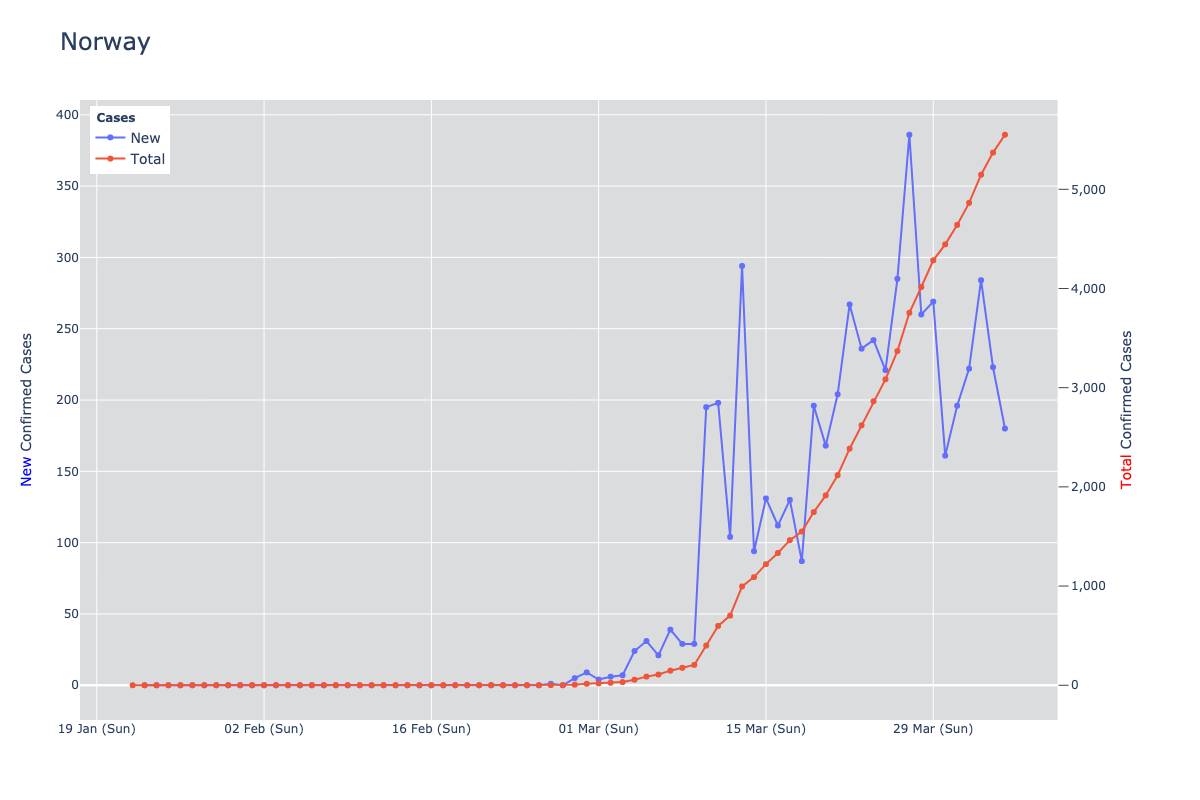 Norway
Cases
New
Total
400
350
300
250
200
150
100
50
0
5,000
4,000
3,000
2,000
1,000
0
New Confirmed Cases
Total Confirmed Cases
19 Jan (Sun) 02 Feb (Sun) 16 Feb (Sun) 01 Mar (Sun) 15 Mar (Sun) 29 Mar (Sun)